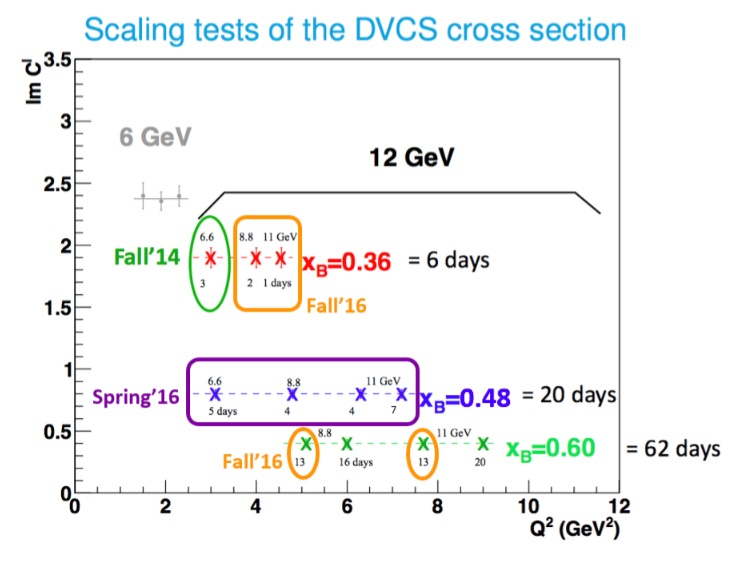 Scaling tests of the DVCS cross section
Im C^I
3.5
3
2.5
2
1.5
1
0.5
0
6 GeV
12 GeV
6.6
8.8 11 GeV
Fall'14
x_B=0.36 = 6 days
3
2 1 days
Fall'16
6.6
8.8
11 GeV
Spring'16
x_B=0.48 = 20 days
5 days
4
4
7
8.8
11 GeV
x_B=0.60 = 62 days
Fall'16
13
16 days
13
20
0 2 4 6 8 10 12
Q² (GeV²)